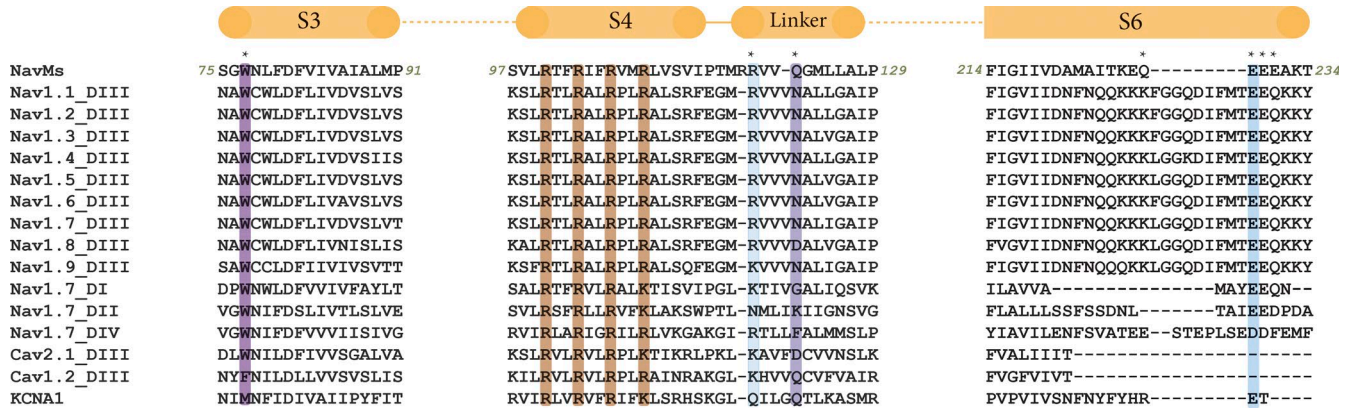 S3 S4 Linker S6
* * * * * * *
NavMs 75 SGWNLFDFVIVAIALMP 91 97 SVLRTFRIFRVMRLVSVIPTMRRVV-QGMLLALP 129 214 FIGIIVDAMAITKEQ---------EEEAKT 234
Nav1.1_DIII NAWCWLDFLIVDVSLVS KSLRTLRALRPLRALSRFEGM-RVVVNALLGAIP FIGVIIDNFNQQKKKFGGQDIFMTEEQKKY
Nav1.2_DIII NAWCWLDFLIVDVSLVS KSLRTLRALRPLRALSRFEGM-RVVVNALLGAIP FIGVIIDNFNQQKKKFGGQDIFMTEEQKKY
Nav1.3_DIII NAWCWLDFLIVDVSLVS KSLRTLRALRPLRALSRFEGM-RVVVNALVGAIP FIGVIIDNFNQQKKKFGGQDIFMTEEQKKY
Nav1.4_DIII NAWCWLDFLIVDVSIIS KSLRTLRALRPLRALSRFEGM-RVVVNALLGAIP FIGVIIDNFNQQKKKLGGKDIFMTEEQKKY
Nav1.5_DIII NAWCWLDFLIVDVSLVS KSLRTLRALRPLRALSRFEGM-RVVVNALVGAIP FIGVIIDNFNQQKKKLGGQDIFMTEEQKKY
Nav1.6_DIII NAWCWLDFLIVAVSLVS KSLRTLRALRPLRALSRFEGM-RVVVNALVGAIP FIGVIIDNFNQQKKKFGGQDIFMTEEQKKY
Nav1.7_DIII NAWCWLDFLIVDVSLVT KSLRTLRALRPLRALSRFEGM-RVVVNALIGAIP FIGVIIDNFNQQKKKLGGQDIFMTEEQKKY
Nav1.8_DIII NAWCWLDFLIVNISLIS KALRTLRALRPLRALSRFEGM-RVVVDALVGAIP FVGVIIDNFNQQKKKLGGQDIFMTEEQKKY
Nav1.9_DIII SAWCCLDFIIVIVSVTT KSFRTLRALRPLRALSQFEGM-KVVVNALIGAIP FIGVIIDNFNQQQKKLGGQDIFMTEEQKKY
Nav1.7_DI DPWNWLDFVVIVFAYLT SALRTFRVLRALKTISVIPGL-KTIVGALIQSVK ILAVVA---------------MAYEEQN--
Nav1.7_DII VGWNIFDSLIVTLSLVE SVLRSFRLLRVFKLAKSWPTL-NMLIKIIGNSVG FLALLLSSFSSDNL-------TAIEEDPDA
Nav1.7_DIV VGWNIFDFVVVIISIVG RVIRLARIGRILRLVKGAKGI-RTLLFALMMSLP YIAVILENFSVATEE--STEPLSEDDFEMF
Cav2.1_DIII DLWNILDFIVVSGALVA KSLRVLRVLRPLKTIKRLPKL-KAVFDCVVNSLK FVALIIIT----------------------
Cav1.2_DIII NYFNILDLLVVSVSLIS KILRVLRVLRPLRAINRAKGL-KHVVQCVFVAIR FVGFVIVT----------------------
KCNA1 NIMNFIDIVAIIPYFIT RVIRLVRVFRIFKLSRHSKGL-QILGQTLKASMR PVPVIVSNFNYFYHR---------ET----